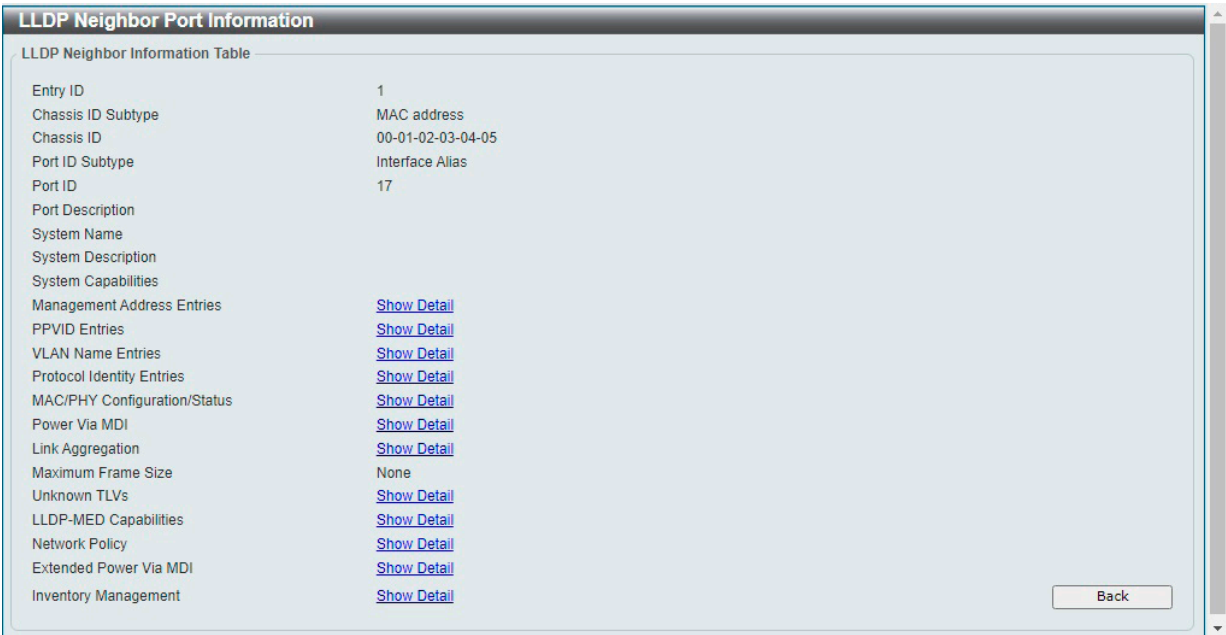 LLDP Neighbor Port Information
LLDP Neighbor Information Table
Entry ID 1
Chassis ID Subtype MAC address
Chassis ID 00-01-02-03-04-05
Port ID Subtype Interface Alias
Port ID 17
Port Description
System Name
System Description
System Capabilities
Management Address Entries Show Detail
PPVID Entries Show Detail
VLAN Name Entries Show Detail
Protocol Identity Entries Show Detail
MAC/PHY Configuration/Status Show Detail
Power Via MDI Show Detail
Link Aggregation Show Detail
Maximum Frame Size None
Unknown TLVs Show Detail
LLDP-MED Capabilities Show Detail
Network Policy Show Detail
Extended Power Via MDI Show Detail
Inventory Management Show Detail Back